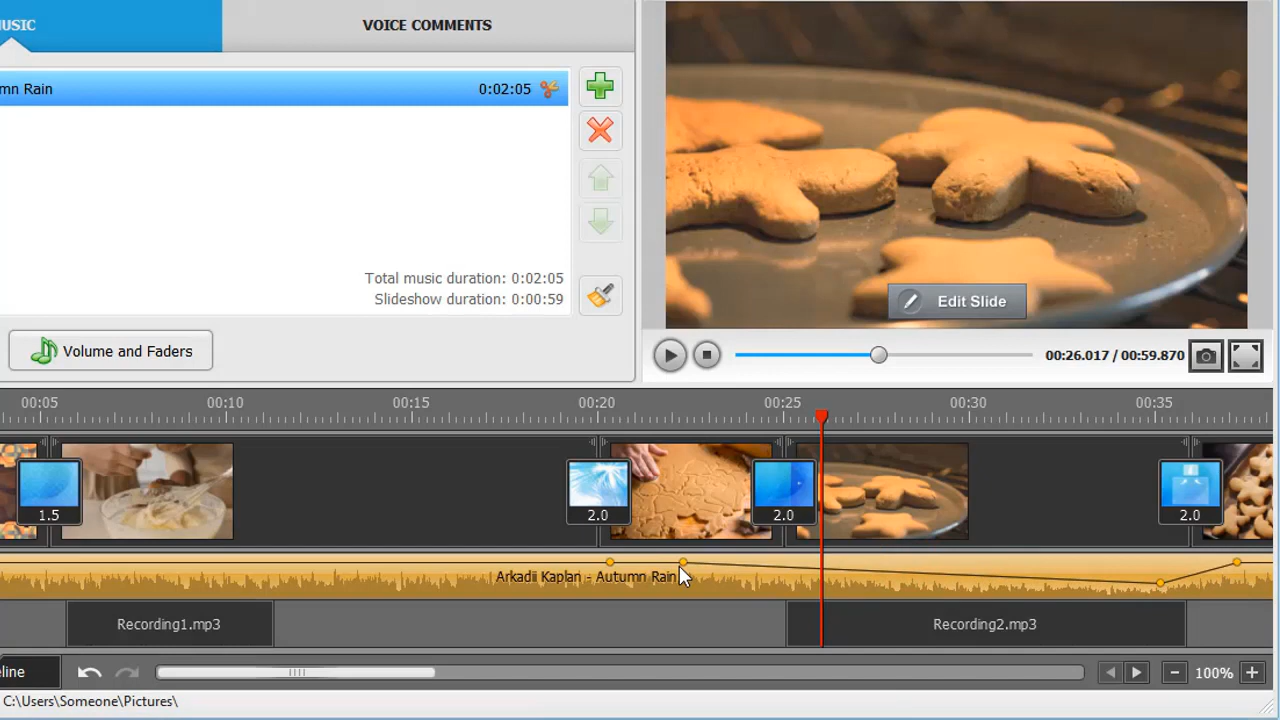 MUSIC
VOICE COMMENTS
mn Rain
0:02:05
Total music duration: 0:02:05
Slideshow duration: 0:00:59
Volume and Faders
Edit Slide
00:26.017 / 00:59.870
00:05
00:10
00:15
00:20
00:25
00:30
00:35
1.5
2.0
2.0
2.0
Arkadii Kaplan - Autumn Rain
Recording1.mp3
Recording2.mp3
eline
100%
C:\Users\Someone\Pictures\